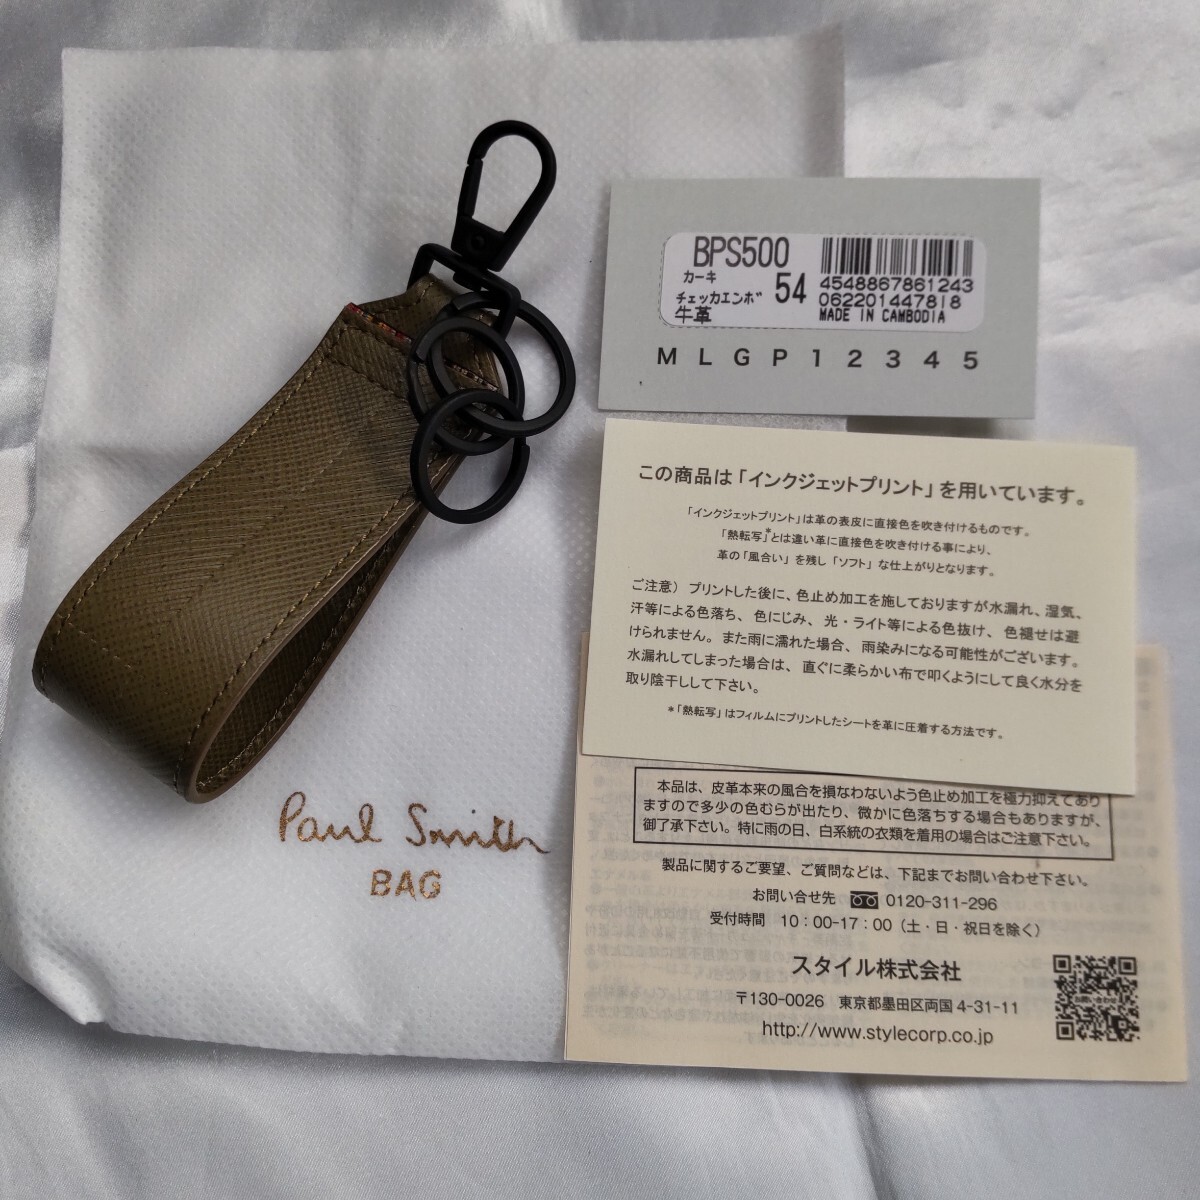 BPS500
カーキ
チェッカエンボ゙ 54
牛革
4548867861243
062201447818
MADE IN CAMBODIA
M L G P 1 2 3 4 5
この商品は「インクジェットプリント」を用いています。
「インクジェットプリント」は革の表皮に直接色を吹き付けるものです。
「熱転写」*とは違い革に直接色を吹き付ける事により、
革の「風合い」を残し「ソフト」な仕上がりとなります。
ご注意）プリントした後に、色止め加工を施しておりますが水漏れ、湿気、
汗等による色落ち、色にじみ、光・ライト等による色抜け、色褪せは避
けられません。また雨に濡れた場合、雨染みになる可能性がございます。
水漏れしてしまった場合は、直ぐに柔らかい布で叩くようにして良く水分を
取り陰干しして下さい。
*「熱転写」はフィルムにプリントしたシートを革に圧着する方法です。
本品は、皮革本来の風合を損なわないよう色止め加工を極力抑えてあり
ますので多少の色むらが出たり、微かに色落ちする場合もありますが、
御了承下さい。特に雨の日、白系統の衣類を着用の場合はご注意下さい。
製品に関するご要望、ご質問などは、下記までお問い合わせ下さい。
お問い合せ先 0120-311-296
受付時間 10：00-17：00（土・日・祝日を除く）
スタイル株式会社
〒130-0026 東京都墨田区両国 4-31-11
http://www.stylecorp.co.jp
お問い合わせ
Paul Smith
BAG